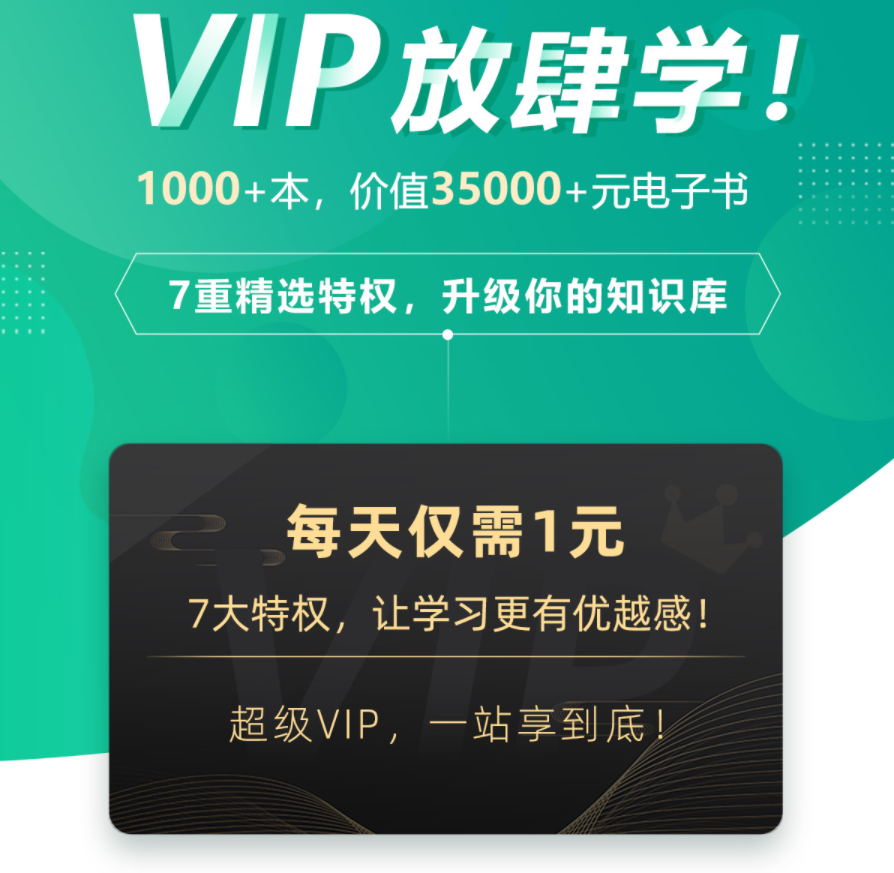 VIP放肆学!
1000+本，价值35000+元电子书
7重精选特权，升级你的知识库
每天仅需1元
7大特权，让学习更有优越感！
超级VIP，一站享到底！
VIP